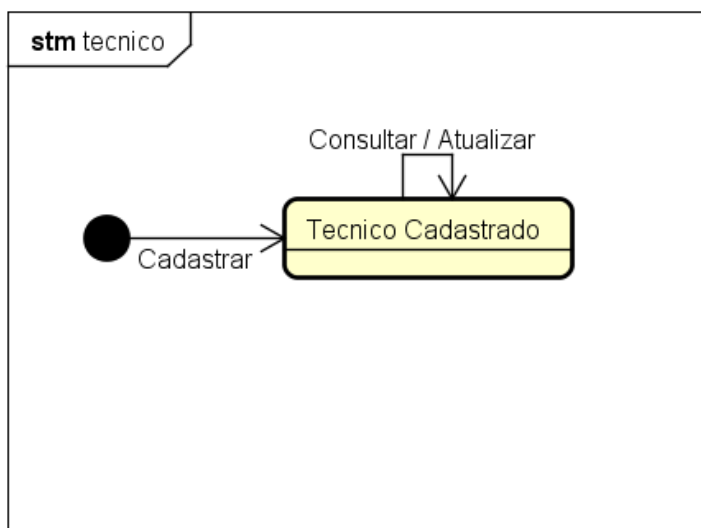 stm tecnico
Consultar / Atualizar
Tecnico Cadastrado
Cadastrar